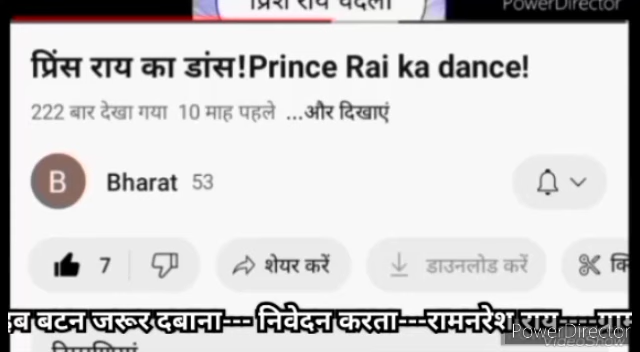 PowerDirector
प्रिंस राय का डांस!Prince Rai ka dance!
222 बार देखा गया 10 माह पहले ...और दिखाएं
B Bharat 53
7 शेयर करें डाउनलोड करें
बटन जरूर दबाना---- निवेदन करता----रामनरेश राय
PowerDirector